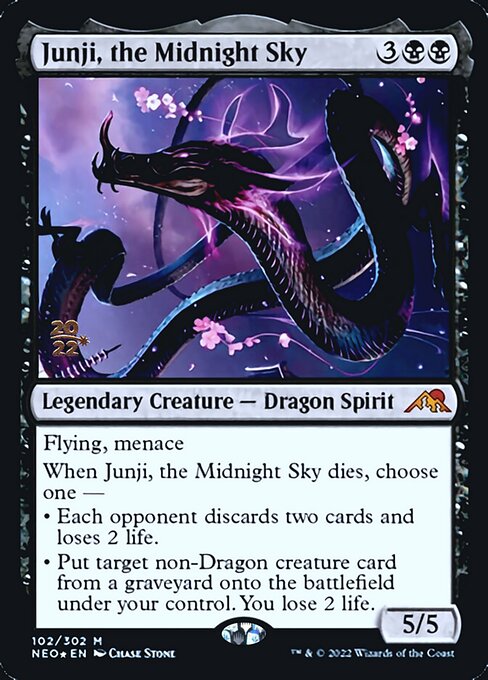 Junji, the Midnight Sky 3
20
22
Legendary Creature — Dragon Spirit
Flying, menace
When Junji, the Midnight Sky dies, choose
one —
• Each opponent discards two cards and
loses 2 life.
• Put target non-Dragon creature card
from a graveyard onto the battlefield
under your control. You lose 2 life.
5/5
102/302 M
NEO★EN Chase Stone
™ & © 2022 Wizards of the Coast